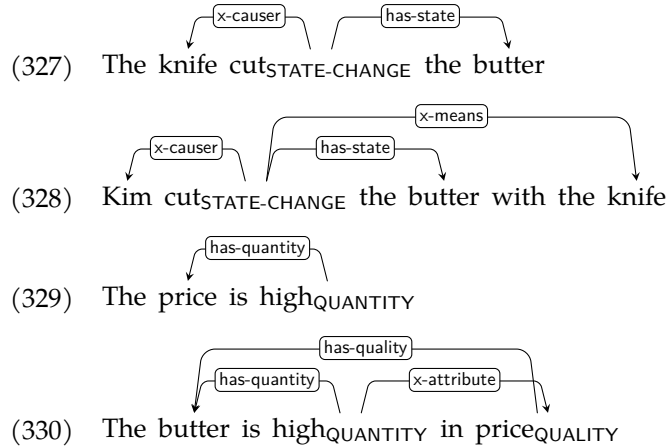 x-causer has-state
(327) The knife cutSTATE-CHANGE the butter
x-means
x-causer has-state
(328) Kim cutSTATE-CHANGE the butter with the knife
has-quantity
(329) The price is highQUANTITY
has-quality
has-quantity x-attribute
(330) The butter is highQUANTITY in priceQUALITY